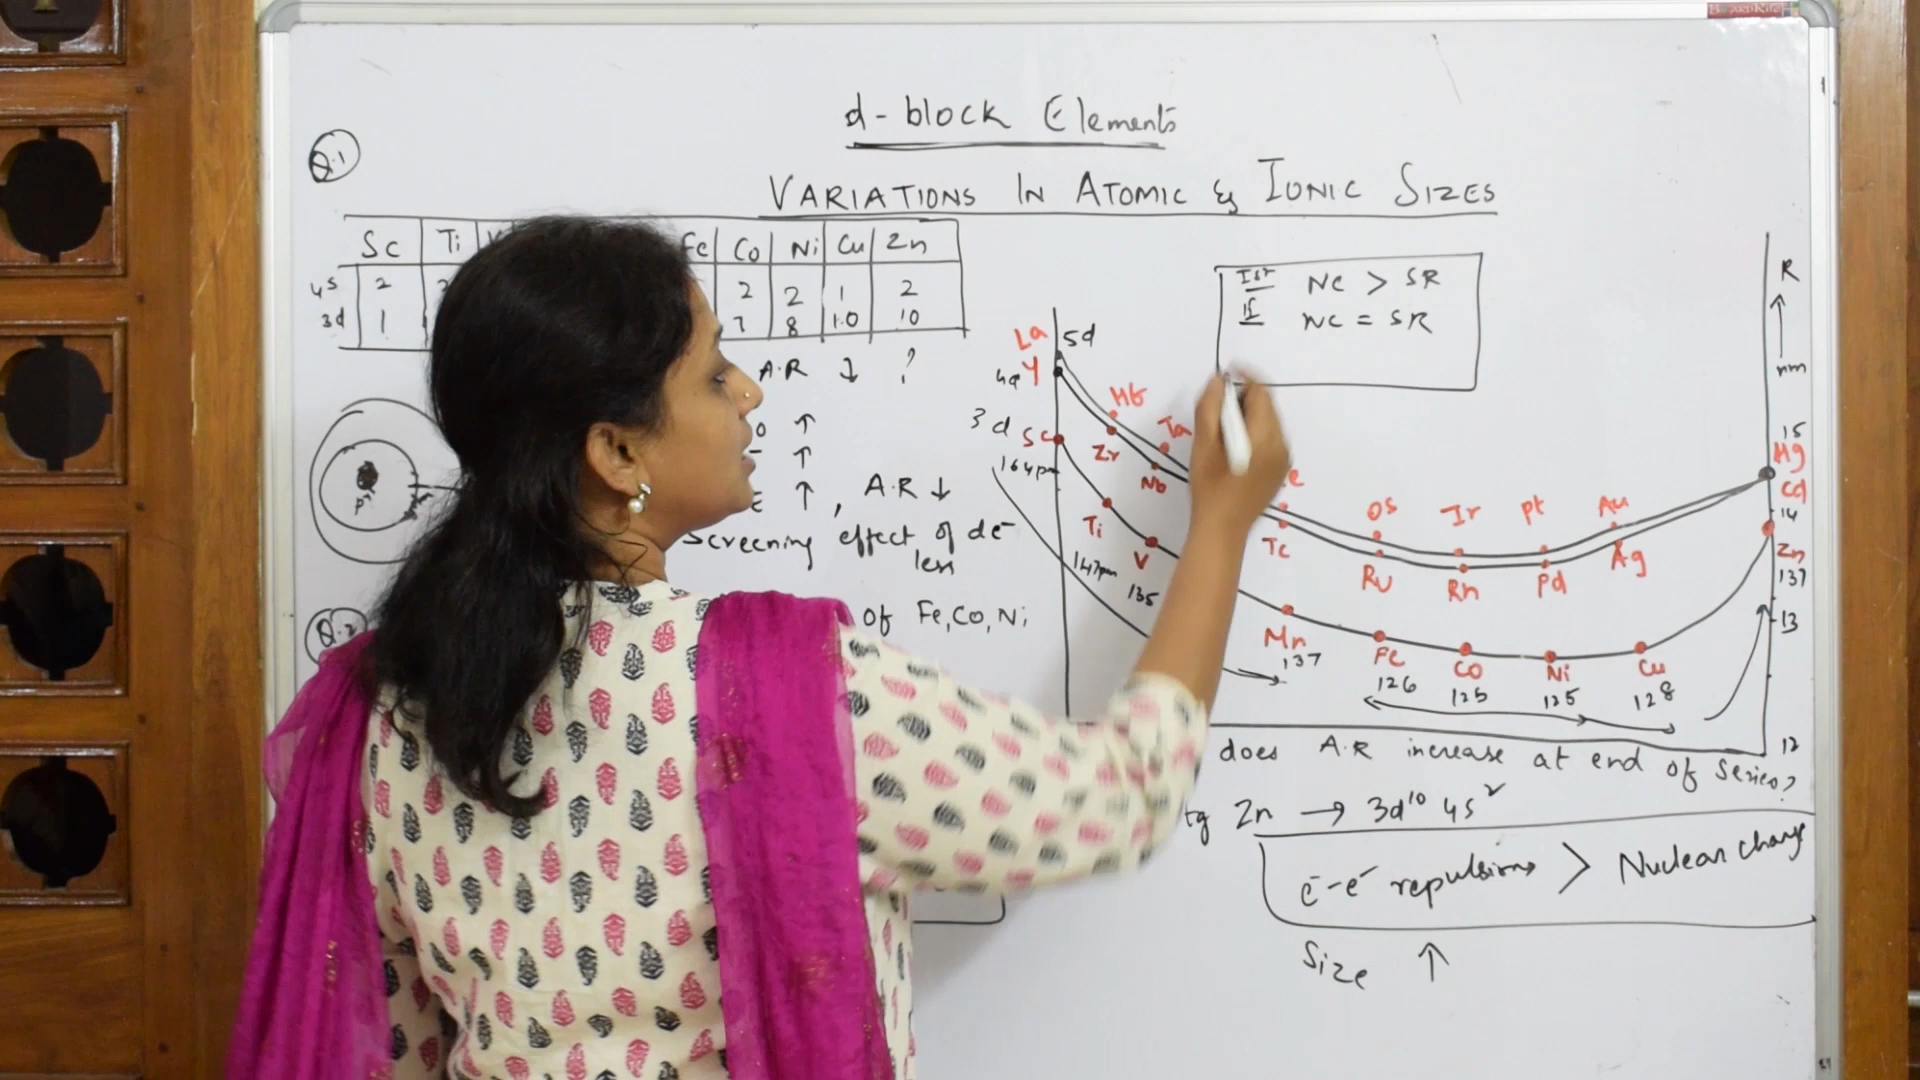 d-block Elements
Q.1
VARIATIONS IN ATOMIC & IONIC SIZES
Sc Ti Fe Co Ni Cu Zn
4s 2 2 2 2 1 2
3d 1 7 8 10 10
A.R ↓ ?
↑
↑
↑ , A.R ↓
Screening effect of de⁻
less
Q.2
of Fe, Co, Ni
Ist NC > SR
II NC = SR
R
↑
nm
15
14
13
12
La 5d
4d Y
3d Sc
164pm
Hf Ta Os Ir Pt Au Hg
Zr Nb Tc Ru Rh Pd Ag Cd
Ti V Mn Fe Co Ni Cu Zn
147pm 135 137 126 125 125 128 137
does A.R increase at end of series?
Zn → 3d¹⁰ 4s²
e⁻-e⁻ repulsions > Nuclear charge
Size ↑